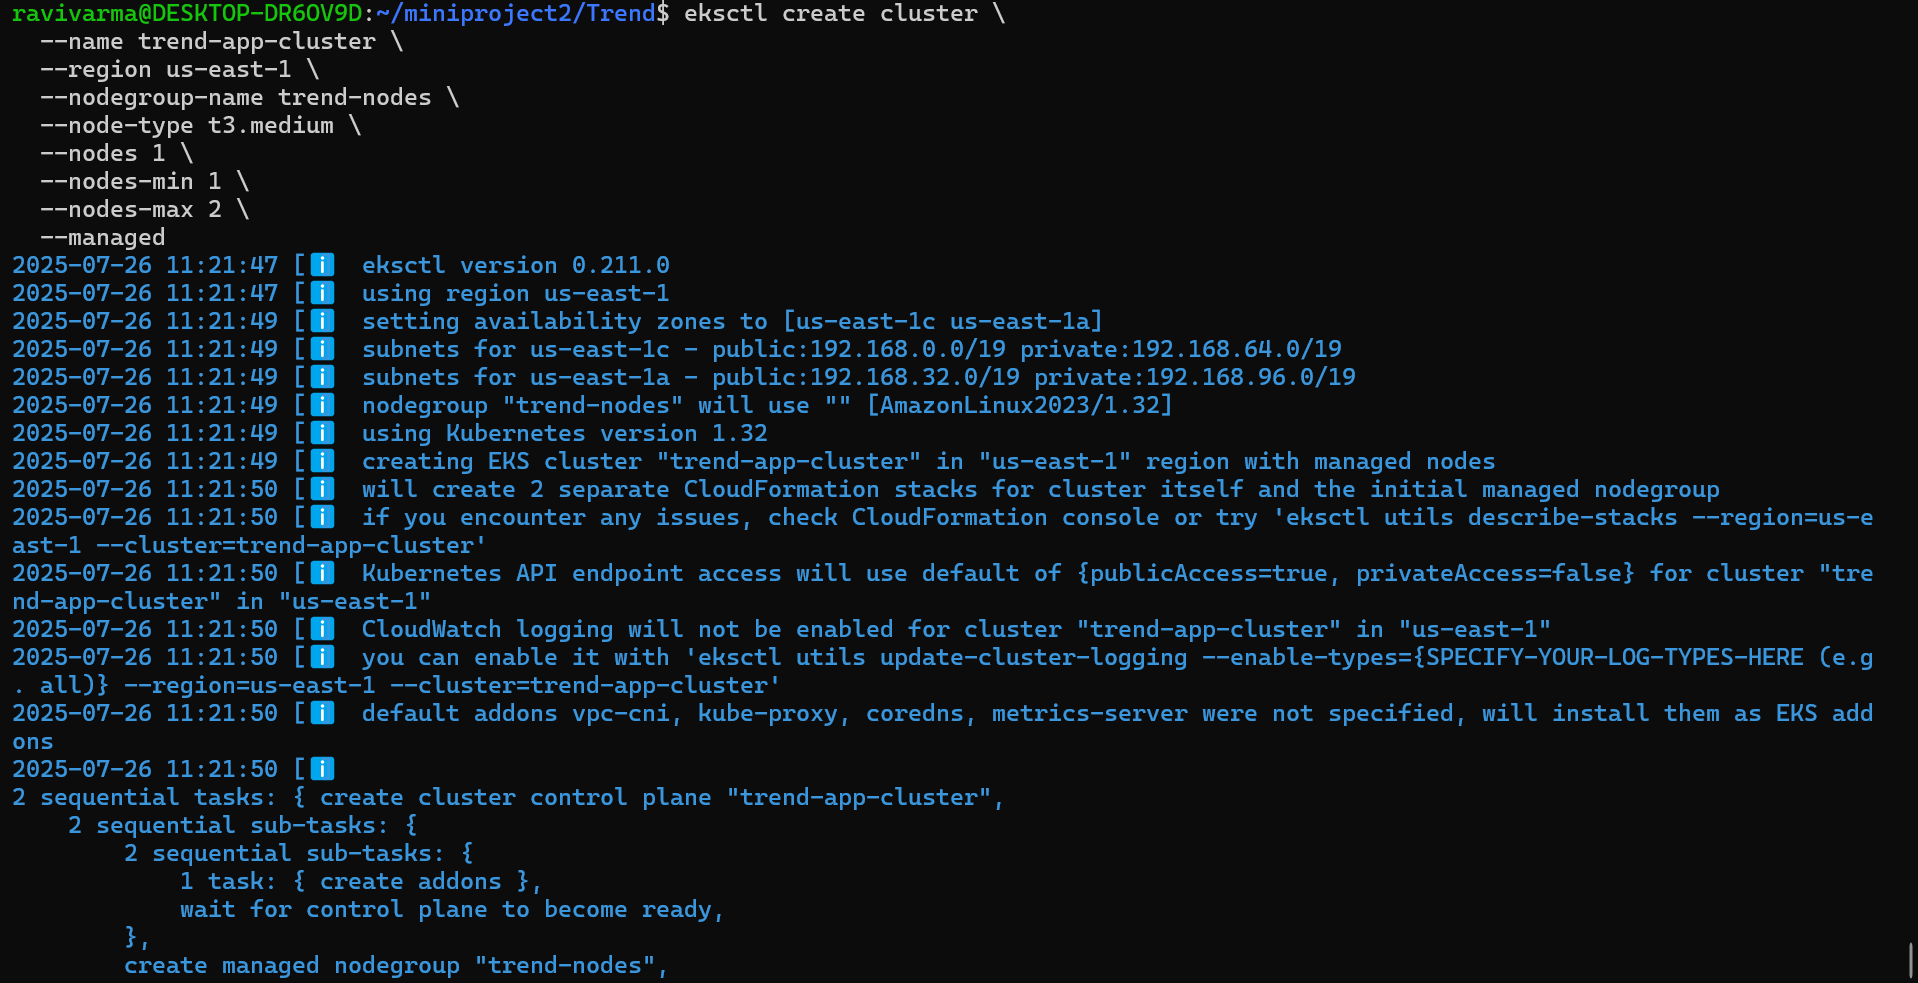 ravivarma@DESKTOP-DR6OV9D:~/miniproject2/Trend$ eksctl create cluster \
  --name trend-app-cluster \
  --region us-east-1 \
  --nodegroup-name trend-nodes \
  --node-type t3.medium \
  --nodes 1 \
  --nodes-min 1 \
  --nodes-max 2 \
  --managed
2025-07-26 11:21:47 [ℹ]  eksctl version 0.211.0
2025-07-26 11:21:47 [ℹ]  using region us-east-1
2025-07-26 11:21:49 [ℹ]  setting availability zones to [us-east-1c us-east-1a]
2025-07-26 11:21:49 [ℹ]  subnets for us-east-1c - public:192.168.0.0/19 private:192.168.64.0/19
2025-07-26 11:21:49 [ℹ]  subnets for us-east-1a - public:192.168.32.0/19 private:192.168.96.0/19
2025-07-26 11:21:49 [ℹ]  nodegroup "trend-nodes" will use "" [AmazonLinux2023/1.32]
2025-07-26 11:21:49 [ℹ]  using Kubernetes version 1.32
2025-07-26 11:21:49 [ℹ]  creating EKS cluster "trend-app-cluster" in "us-east-1" region with managed nodes
2025-07-26 11:21:50 [ℹ]  will create 2 separate CloudFormation stacks for cluster itself and the initial managed nodegroup
2025-07-26 11:21:50 [ℹ]  if you encounter any issues, check CloudFormation console or try 'eksctl utils describe-stacks --region=us-e
ast-1 --cluster=trend-app-cluster'
2025-07-26 11:21:50 [ℹ]  Kubernetes API endpoint access will use default of {publicAccess=true, privateAccess=false} for cluster "tre
nd-app-cluster" in "us-east-1"
2025-07-26 11:21:50 [ℹ]  CloudWatch logging will not be enabled for cluster "trend-app-cluster" in "us-east-1"
2025-07-26 11:21:50 [ℹ]  you can enable it with 'eksctl utils update-cluster-logging --enable-types={SPECIFY-YOUR-LOG-TYPES-HERE (e.g
. all)} --region=us-east-1 --cluster=trend-app-cluster'
2025-07-26 11:21:50 [ℹ]  default addons vpc-cni, kube-proxy, coredns, metrics-server were not specified, will install them as EKS add
ons
2025-07-26 11:21:50 [ℹ]
2 sequential tasks: { create cluster control plane "trend-app-cluster",
    2 sequential sub-tasks: {
        2 sequential sub-tasks: {
            1 task: { create addons },
            wait for control plane to become ready,
        },
        create managed nodegroup "trend-nodes",